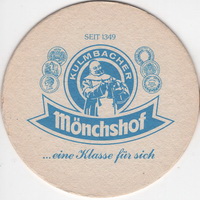 SEIT 1349
KULMBACHER
Mönchshof
...eine Klasse für sich